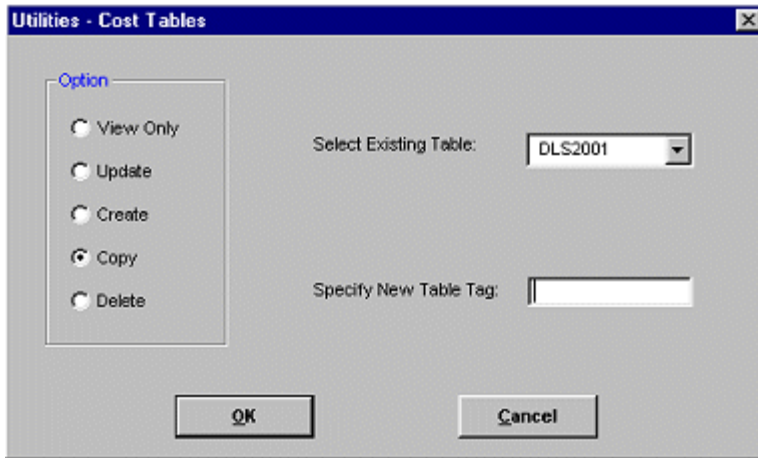 Utilities - Cost Tables
Option
View Only
Update
Create
Copy
Delete
Select Existing Table:
DLS2001
Specify New Table Tag:
OK
Cancel